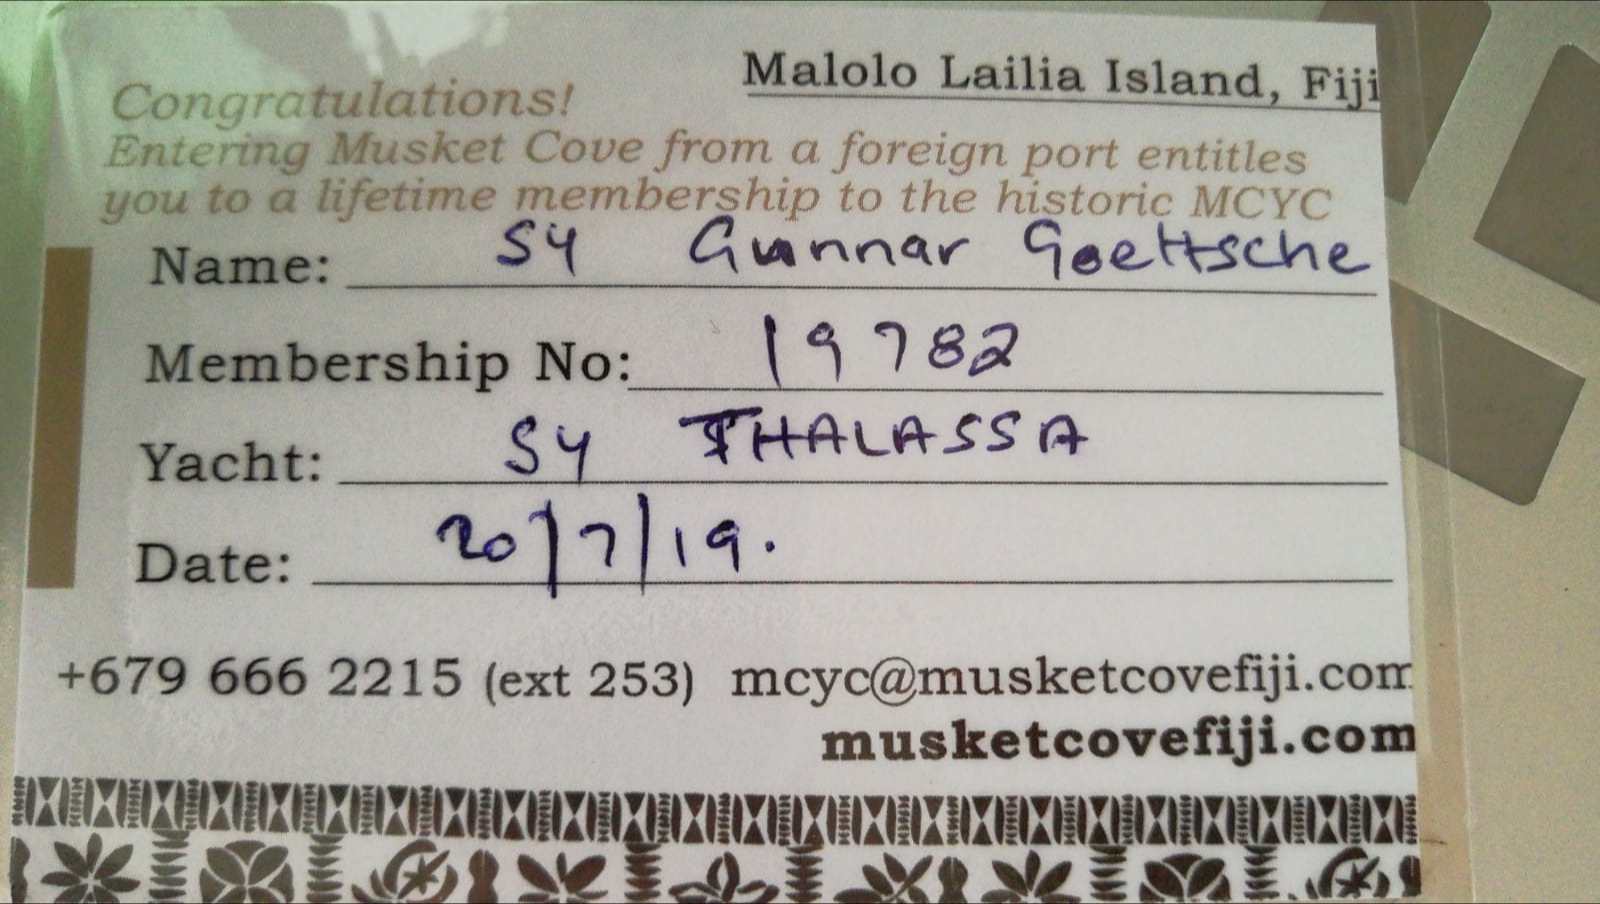 Malolo Lailia Island, Fiji
Congratulations!
Entering Musket Cove from a foreign port entitles
you to a lifetime membership to the historic MCYC
Name: SY Gunnar Goettsche
Membership No: 19782
Yacht: SY THALASSA
Date: 20/7/19.
+679 666 2215 (ext 253) mcyc@musketcovefiji.com
musketcovefiji.com